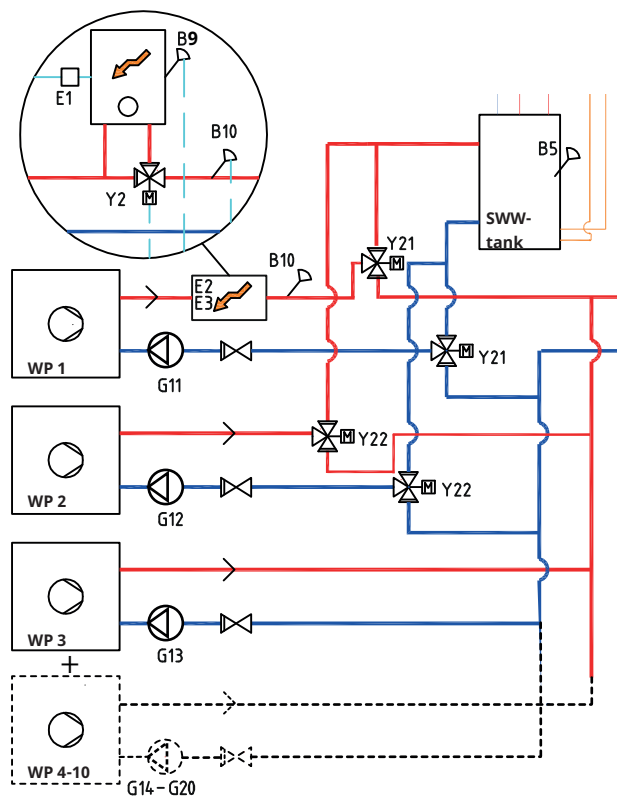 B9
E1
B10
Y2
M
B5
SWW-
tank
Y21
M
B10
E2
E3
WP 1
G11
M
Y21
M
Y22
WP 2
G12
M
Y22
WP 3
G13
+
WP 4-10
G14-G20